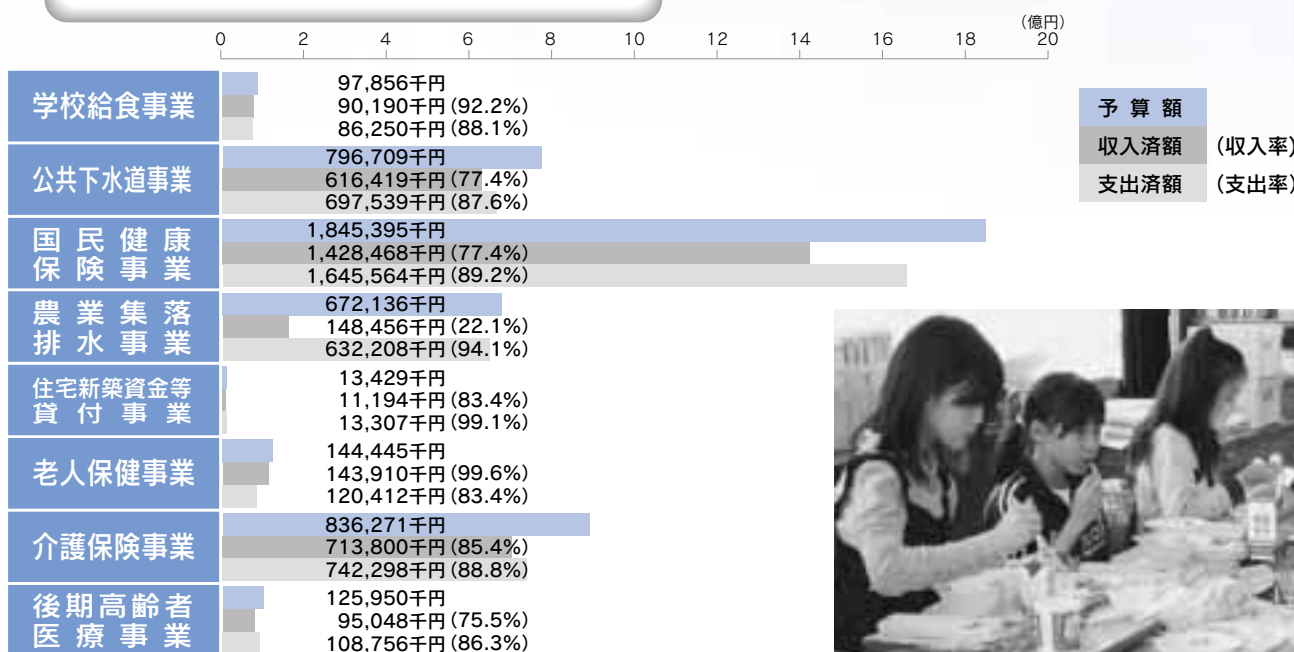 （億円）
0 2 4 6 8 10 12 14 16 18 20
学校給食事業
97,856千円
90,190千円(92.2%)
86,250千円(88.1%)
公共下水道事業
796,709千円
616,419千円(77.4%)
697,539千円(87.6%)
国民健康
保険事業
1,845,395千円
1,428,468千円(77.4%)
1,645,564千円(89.2%)
農業集落
排水事業
672,136千円
148,456千円(22.1%)
632,208千円(94.1%)
住宅新築資金等
貸付事業
13,429千円
11,194千円(83.4%)
13,307千円(99.1%)
老人保健事業
144,445千円
143,910千円(99.6%)
120,412千円(83.4%)
介護保険事業
836,271千円
713,800千円(85.4%)
742,298千円(88.8%)
後期高齢者
医療事業
125,950千円
95,048千円(75.5%)
108,756千円(86.3%)
予算額
収入済額 （収入率）
支出済額 （支出率）